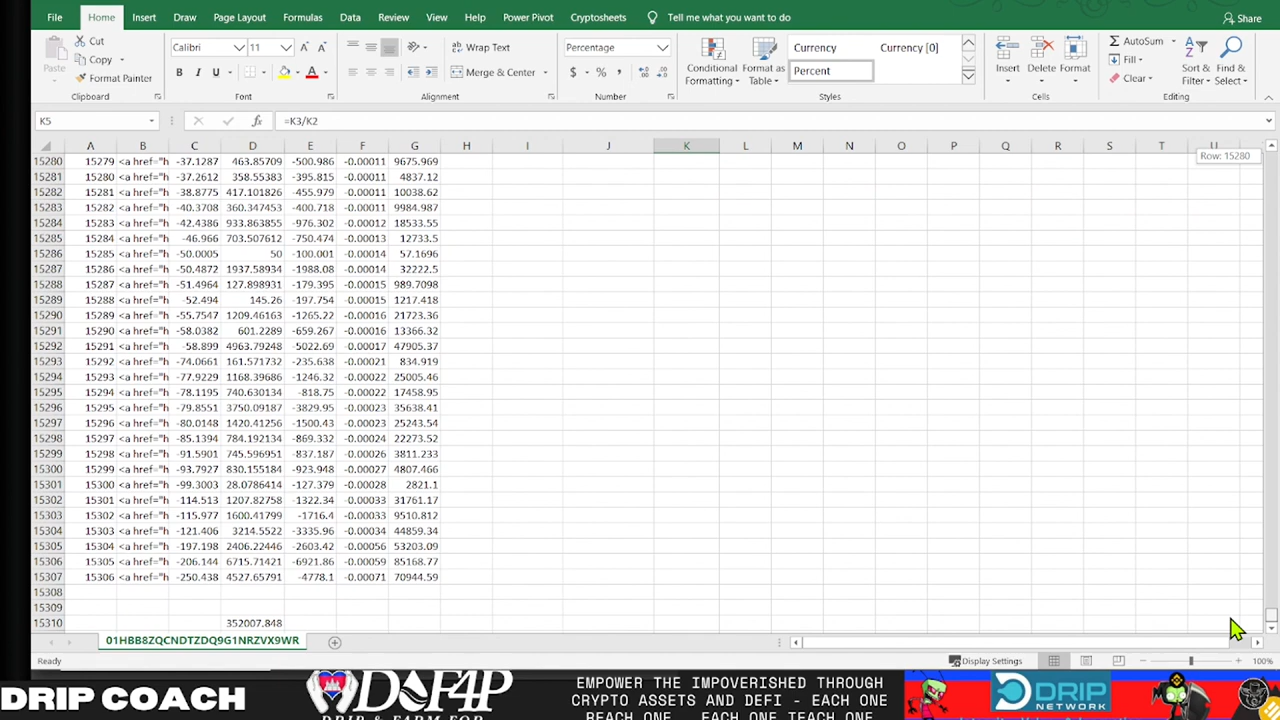 File Home Insert Draw Page Layout Formulas Data Review View Help Power Pivot Cryptosheets Tell me what you want to do Share
Cut Calibri 11 Wrap Text Percentage Currency Currency [0] AutoSum
Paste Copy Fill
Format Painter Merge & Center Conditional Formatting Format as Table Percent Insert Delete Format Clear Sort & Filter Find & Select
Clipboard Font Alignment Number Styles Cells Editing
K5 =K3/K2
A B C D E F G H I J K L M N O P Q R S T U
15280 15279 <a href="h -37.1287 463.85709 -500.986 -0.00011 9675.969 Row: 15280
15281 15280 <a href="h -37.2612 358.55383 -395.815 -0.00011 4837.12
15282 15281 <a href="h -38.8775 417.101826 -455.979 -0.00011 10038.62
15283 15282 <a href="h -40.3708 360.347453 -400.718 -0.00011 9984.987
15284 15283 <a href="h -42.4386 933.863855 -976.302 -0.00012 18533.55
15285 15284 <a href="h -46.966 703.507612 -750.474 -0.00013 12733.5
15286 15285 <a href="h -50.0005 50 -100.001 -0.00014 57.1696
15287 15286 <a href="h -50.4872 1937.58934 -1988.08 -0.00014 32222.5
15288 15287 <a href="h -51.4964 127.898931 -179.395 -0.00015 989.7098
15289 15288 <a href="h -52.494 145.26 -197.754 -0.00015 1217.418
15290 15289 <a href="h -55.7547 1209.46163 -1265.22 -0.00016 21723.36
15291 15290 <a href="h -58.0382 601.2289 -659.267 -0.00016 13366.32
15292 15291 <a href="h -58.899 4963.79248 -5022.69 -0.00017 47905.37
15293 15292 <a href="h -74.0661 161.571732 -235.638 -0.00021 834.919
15294 15293 <a href="h -77.9229 1168.39686 -1246.32 -0.00022 25005.46
15295 15294 <a href="h -78.1195 740.630134 -818.75 -0.00022 17458.95
15296 15295 <a href="h -79.8551 3750.09187 -3829.95 -0.00023 35638.41
15297 15296 <a href="h -80.0148 1420.41256 -1500.43 -0.00023 25243.54
15298 15297 <a href="h -85.1394 784.192134 -869.332 -0.00024 22273.52
15299 15298 <a href="h -91.5901 745.596951 -837.187 -0.00026 3811.233
15300 15299 <a href="h -93.7927 830.155184 -923.948 -0.00027 4807.466
15301 15300 <a href="h -99.3003 28.0786414 -127.379 -0.00028 2821.1
15302 15301 <a href="h -114.513 1207.82758 -1322.34 -0.00033 31761.17
15303 15302 <a href="h -115.977 1600.41799 -1716.4 -0.00033 9510.812
15304 15303 <a href="h -121.406 3214.5522 -3335.96 -0.00034 44859.34
15305 15304 <a href="h -197.198 2406.22446 -2603.42 -0.00056 53203.09
15306 15305 <a href="h -206.144 6715.71421 -6921.86 -0.00059 85168.77
15307 15306 <a href="h -250.438 4527.65791 -4778.1 -0.00071 70944.59
15308
15309
15310 352007.848
01HBB8ZQCNDTZDQ9G1NRZVX9WR
Ready Display Settings 100%
DRIP COACH
DAF4P
EMPOWER THE IMPOVERISHED THROUGH
CRYPTO ASSETS AND DEFI - EACH ONE
DRIP
NETWORK